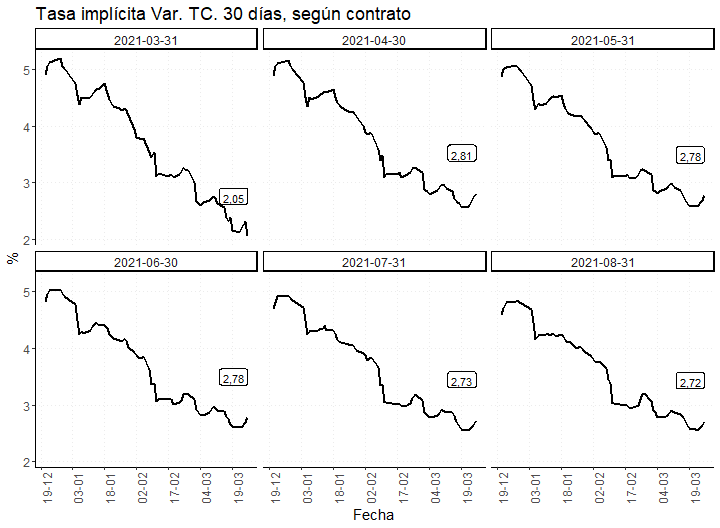 Tasa implícita Var. TC. 30 días, según contrato
2021-03-31 2021-04-30 2021-05-31
5
4
3
2
2,05 2,81 2,78
2021-06-30 2021-07-31 2021-08-31
5
4
3
2
2,78 2,73 2,72
%
19-12 03-01 18-01 02-02 17-02 04-03 19-03 19-12 03-01 18-01 02-02 17-02 04-03 19-03 19-12 03-01 18-01 02-02 17-02 04-03 19-03
Fecha